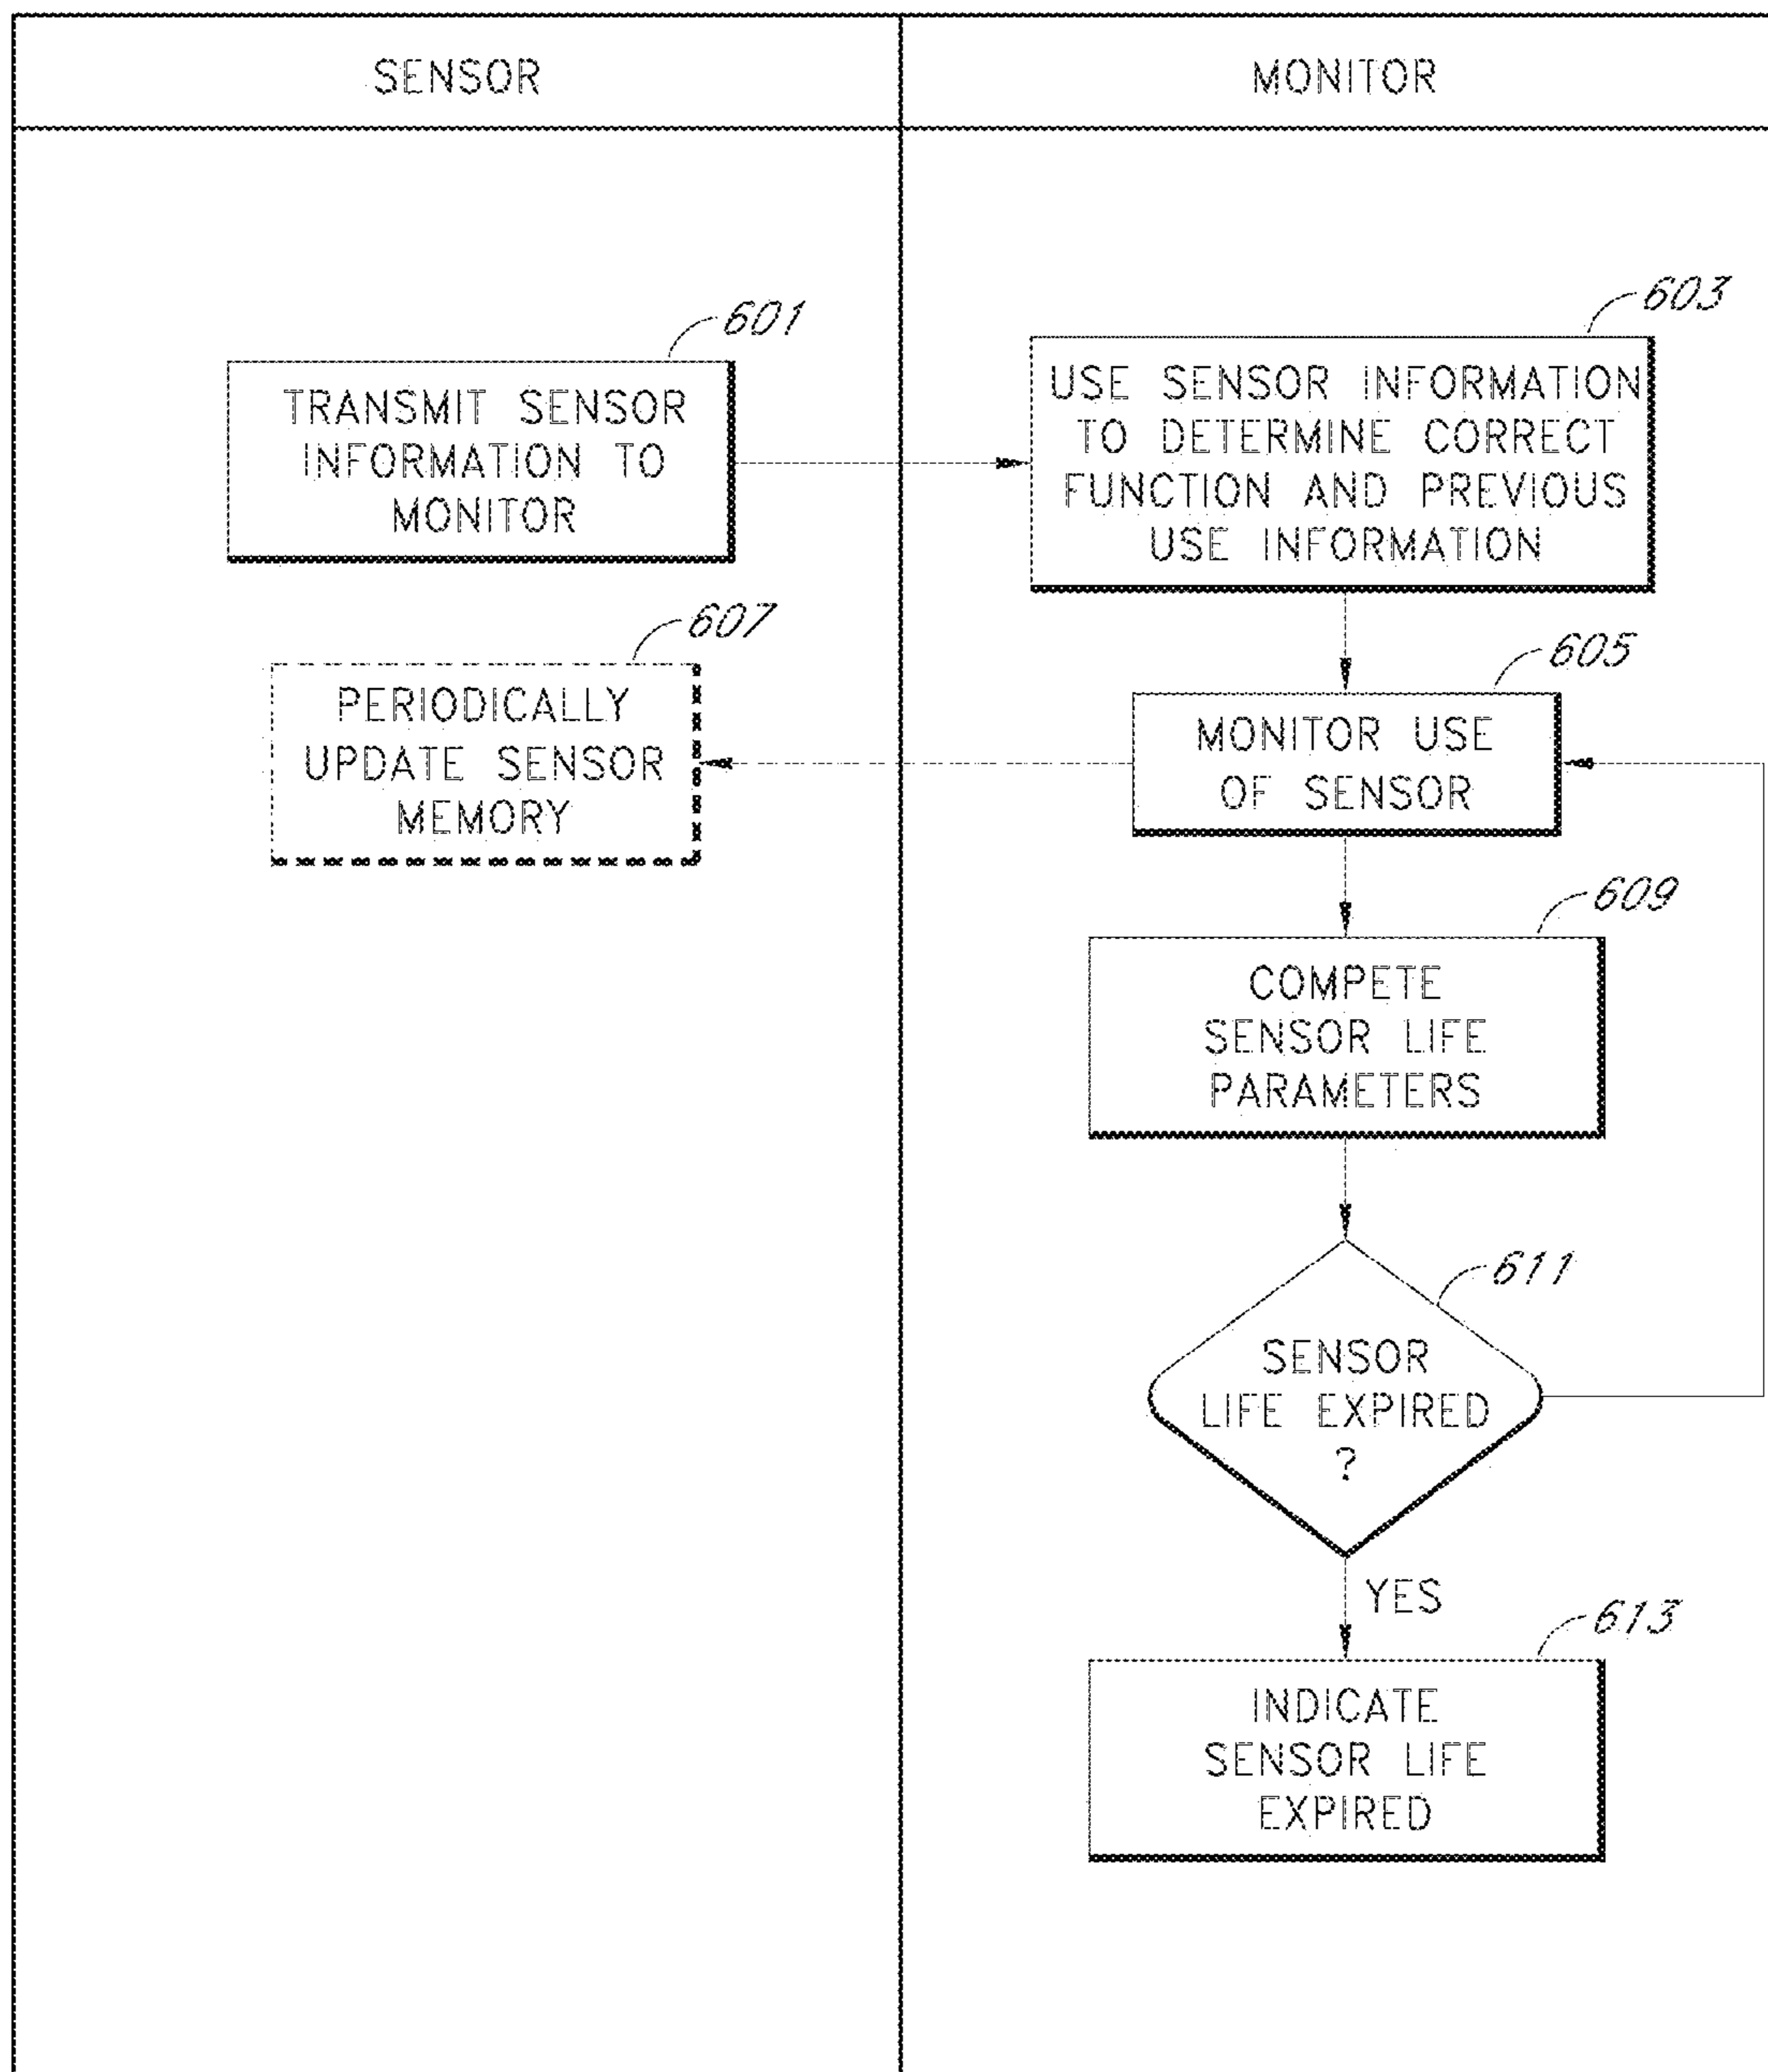 SENSOR
MONITOR
601
TRANSMIT SENSOR
INFORMATION TO
MONITOR
603
USE SENSOR INFORMATION
TO DETERMINE CORRECT
FUNCTION AND PREVIOUS
USE INFORMATION
607
PERIODICALLY
UPDATE SENSOR
MEMORY
605
MONITOR USE
OF SENSOR
609
COMPETE
SENSOR LIFE
PARAMETERS
611
SENSOR
LIFE EXPIRED
?
YES
613
INDICATE
SENSOR LIFE
EXPIRED